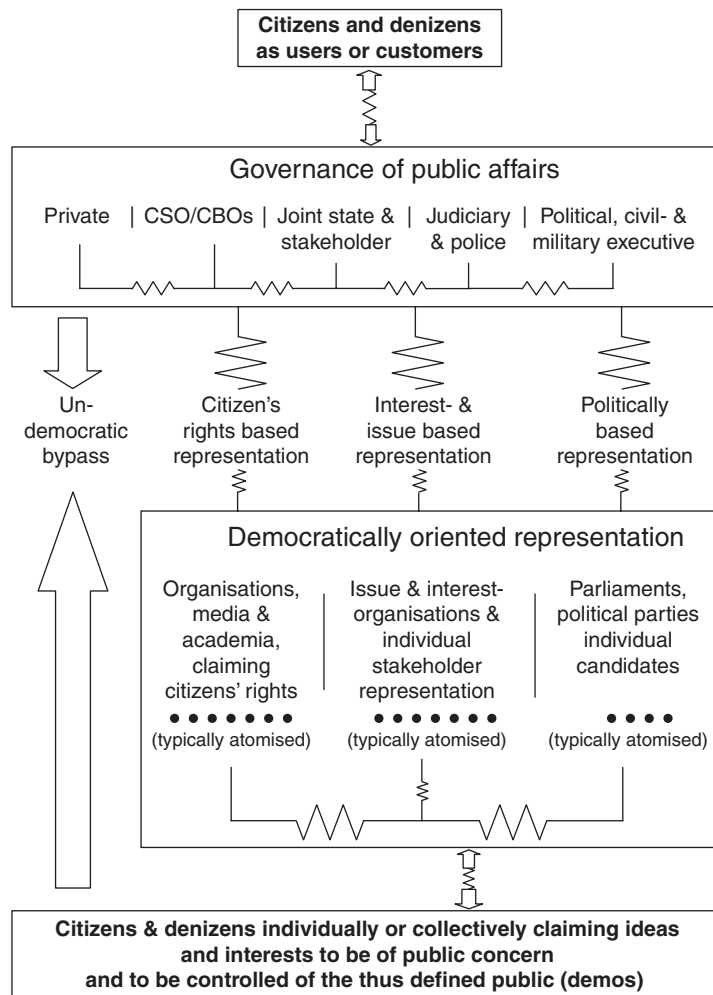 Citizens and denizens
as users or customers
Governance of public affairs
Private | CSO/CBOs | Joint state & | Judiciary | Political, civil- &
stakeholder & police military executive
Un-
democratic
bypass
Citizen's
rights based
representation
Interest- &
issue based
representation
Politically
based
representation
Democratically oriented representation
Organisations,
media &
academia,
claiming
citizens' rights
(typically atomised)
Issue & interest-
organisations &
individual
stakeholder
representation
(typically atomised)
Parliaments,
political parties
individual
candidates
(typically atomised)
Citizens & denizens individually or collectively claiming ideas
and interests to be of public concern
and to be controlled of the thus defined public (demos)